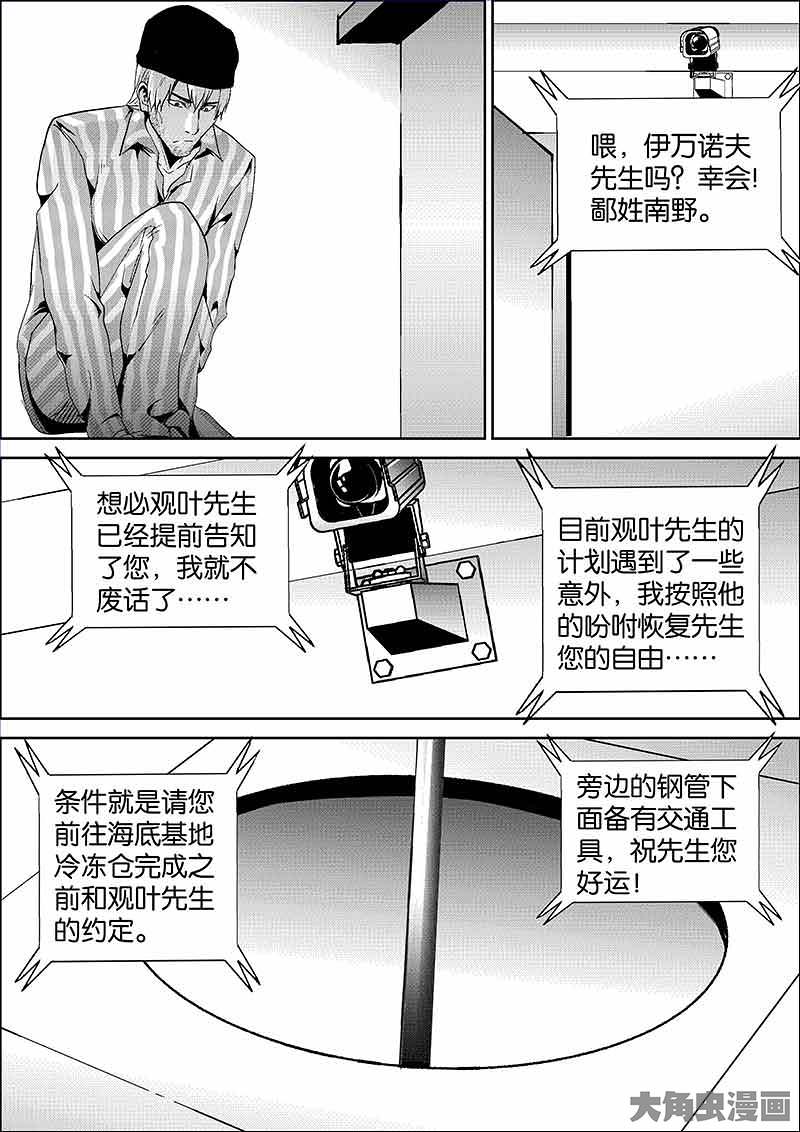 喂，伊万诺夫
先生吗？幸会！
鄙姓南野。
想必观叶先生
已经提前告知
了您，我就不
废话了……
目前观叶先生的
计划遇到了一些
意外，我按照他
的吩咐恢复先生
您的自由……
条件就是请您
前往海底基地
冷冻仓完成之
前和观叶先生
的约定。
旁边的钢管下
面备有交通工
具，祝先生您
好运！
大角虫漫画